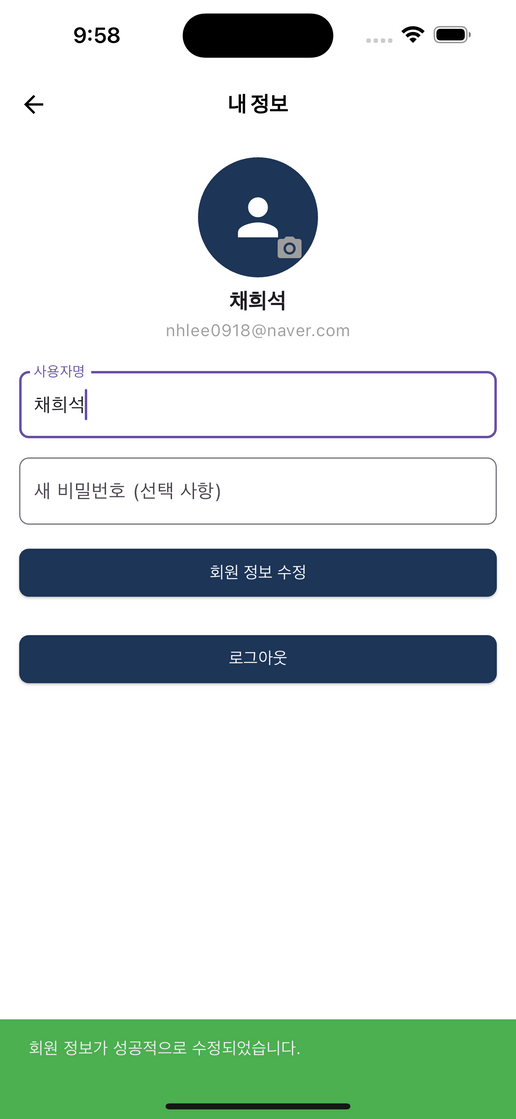 9:58
내 정보
채희석
nhlee0918@naver.com
사용자명
채희석
새 비밀번호 (선택 사항)
회원 정보 수정
로그아웃
회원 정보가 성공적으로 수정되었습니다.